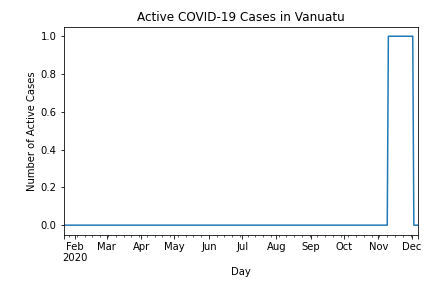 Active COVID-19 Cases in Vanuatu
Number of Active Cases
1.0
0.8
0.6
0.4
0.2
0.0
Feb Mar Apr May Jun Jul Aug Sep Oct Nov Dec
2020
Day